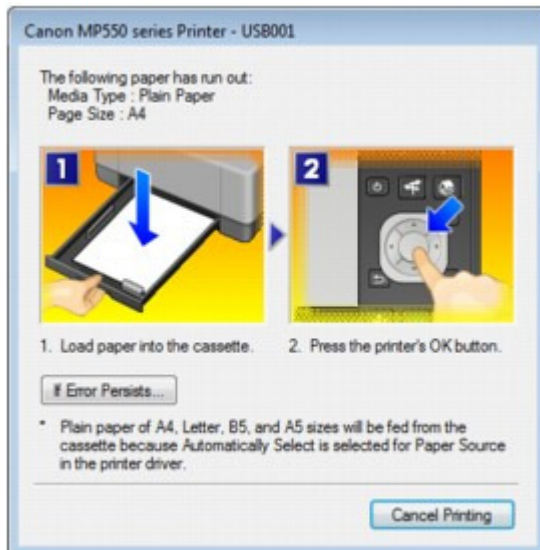 Canon MP550 series Printer - USB001
The following paper has run out:
Media Type : Plain Paper
Page Size : A4
1
2
1. Load paper into the cassette.
2. Press the printer's OK button.
If Error Persists...
* Plain paper of A4, Letter, B5, and A5 sizes will be fed from the
cassette because Automatically Select is selected for Paper Source
in the printer driver.
Cancel Printing